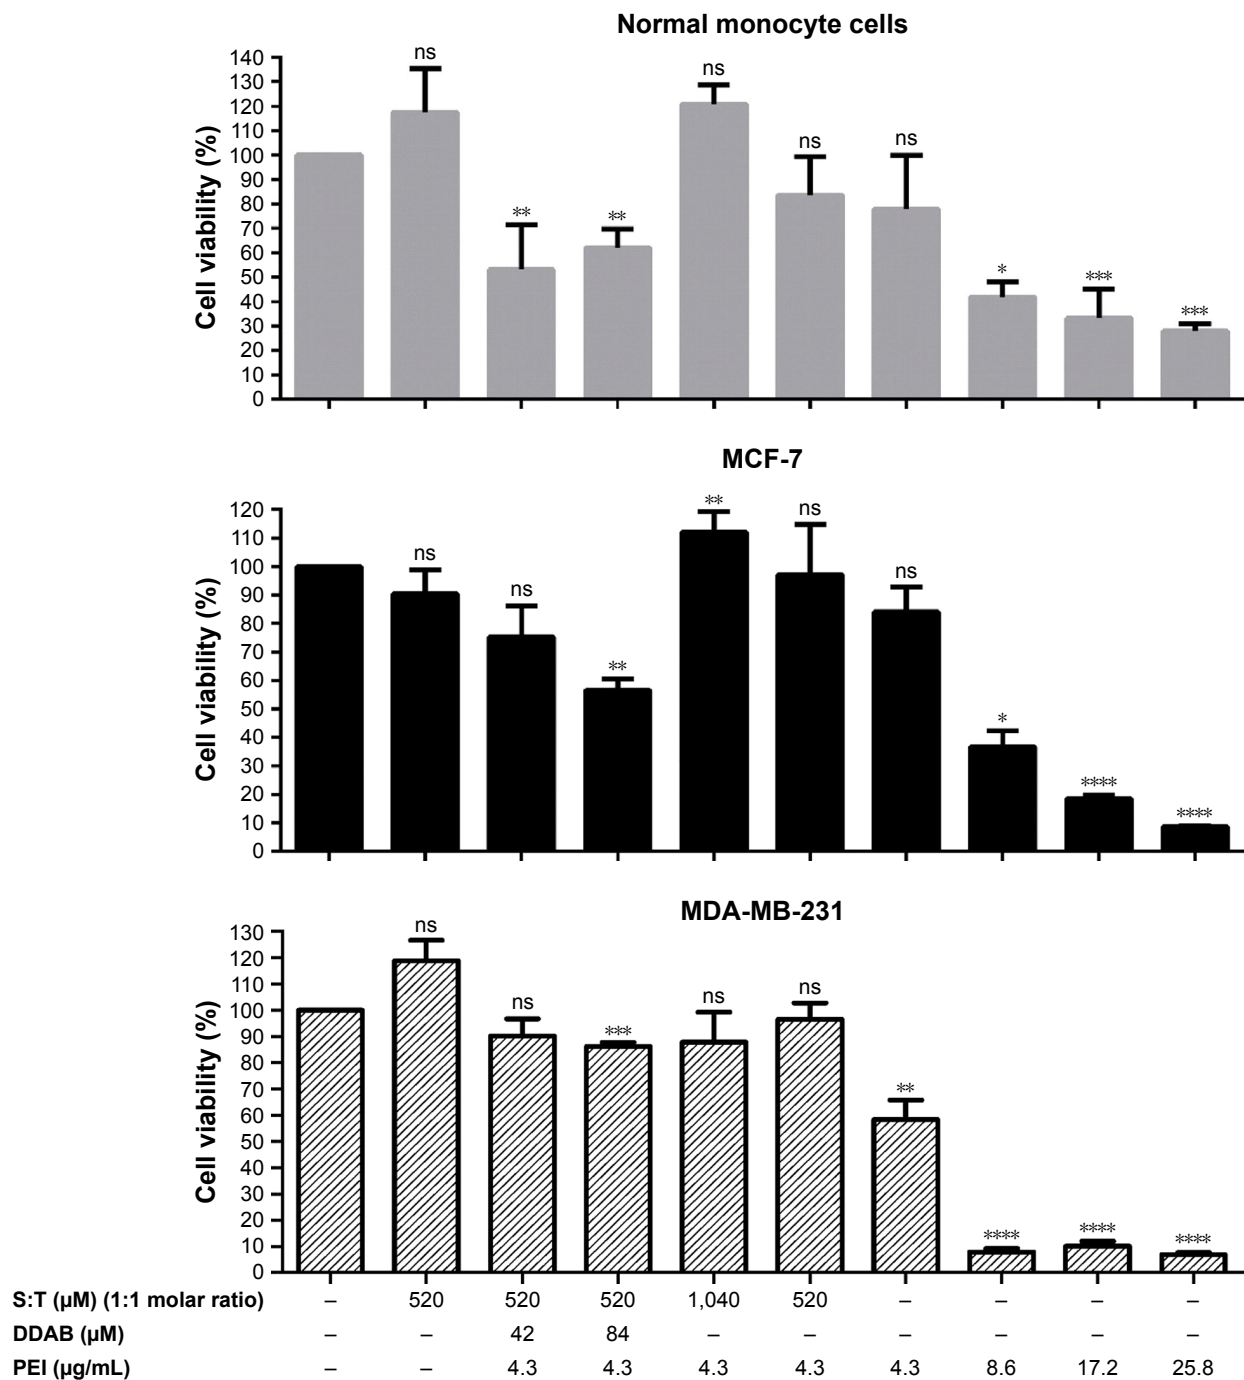 Normal monocyte cells
Cell viability (%)
140
130
120
110
100
90
80
70
60
50
40
30
20
10
0
ns
**
**
ns
ns
ns
*
***
***
MCF-7
Cell viability (%)
120
110
100
90
80
70
60
50
40
30
20
10
0
ns
ns
**
**
ns
ns
*
****
****
MDA-MB-231
Cell viability (%)
130
120
110
100
90
80
70
60
50
40
30
20
10
0
ns
ns
***
ns
ns
**
****
****
****
S:T (µM) (1:1 molar ratio) – 520 520 520 1,040 520 – – – –
DDAB (µM) – – 42 84 – – – – – –
PEI (µg/mL) – – 4.3 4.3 4.3 4.3 4.3 8.6 17.2 25.8